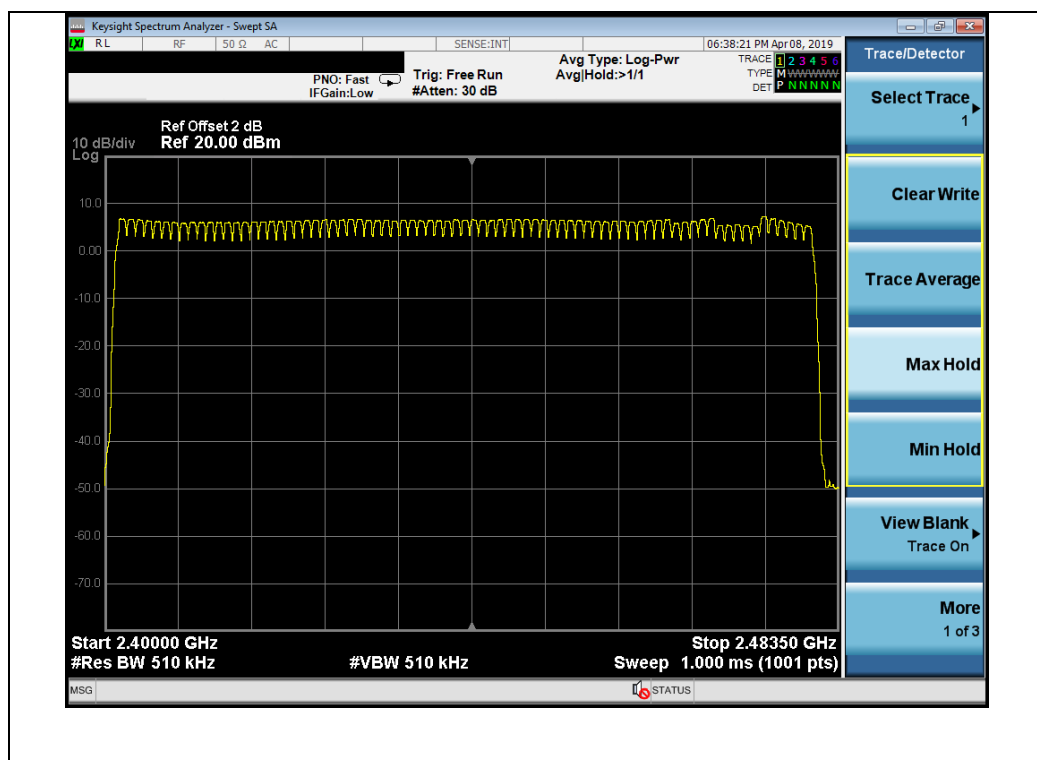 Keysight Spectrum Analyzer - Swept SA
LXI RL RF 50 Ω AC SENSE:INT 06:38:21 PM Apr 08, 2019
Avg Type: Log-Pwr TRACE 1 2 3 4 5 6
PNO: Fast Trig: Free Run Avg|Hold:>1/1 TYPE M WWWWW
IFGain:Low #Atten: 30 dB DET P N N N N N
Ref Offset 2 dB
10 dB/div Ref 20.00 dBm
Log
10.0
0.00
-10.0
-20.0
-30.0
-40.0
-50.0
-60.0
-70.0
Start 2.40000 GHz Stop 2.48350 GHz
#Res BW 510 kHz #VBW 510 kHz Sweep 1.000 ms (1001 pts)
MSG STATUS
Trace/Detector
Select Trace
1
Clear Write
Trace Average
Max Hold
Min Hold
View Blank
Trace On
More
1 of 3